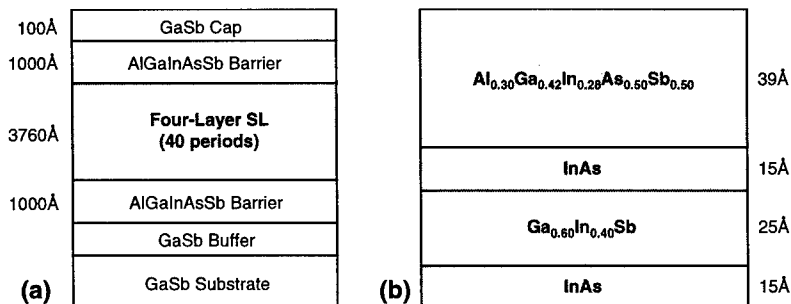 100Å GaSb Cap
1000Å AlGaInAsSb Barrier
3760Å Four-Layer SL
(40 periods)
1000Å AlGaInAsSb Barrier
GaSb Buffer
(a) GaSb Substrate
Al0.30Ga0.42In0.28As0.50Sb0.50 39Å
InAs 15Å
Ga0.60In0.40Sb 25Å
(b) InAs 15Å